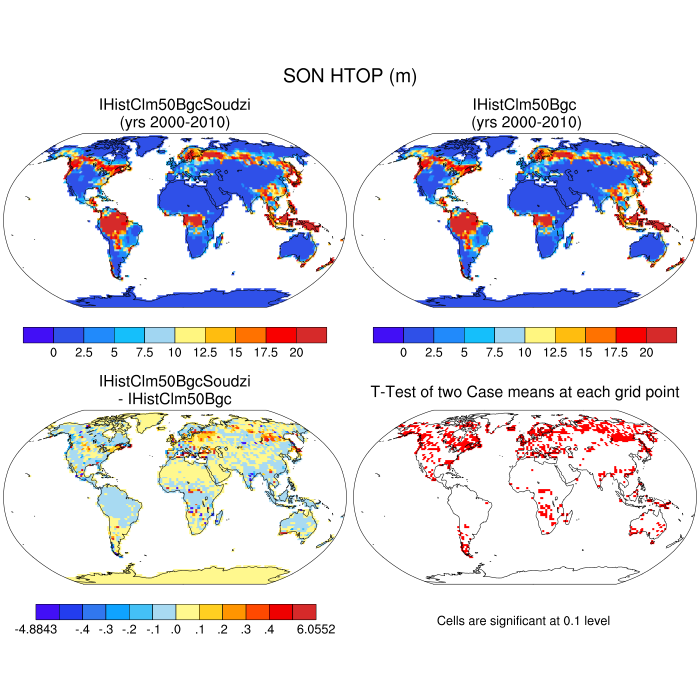 SON HTOP (m)
IHistClm50BgcSoudzi
(yrs 2000-2010)
IHistClm50Bgc
(yrs 2000-2010)
0 2.5 5 7.5 10 12.5 15 17.5 20
0 2.5 5 7.5 10 12.5 15 17.5 20
IHistClm50BgcSoudzi
- IHistClm50Bgc
T-Test of two Case means at each grid point
-4.8843 -.4 -.3 -.2 -.1 .0 .1 .2 .3 .4 6.0552
Cells are significant at 0.1 level